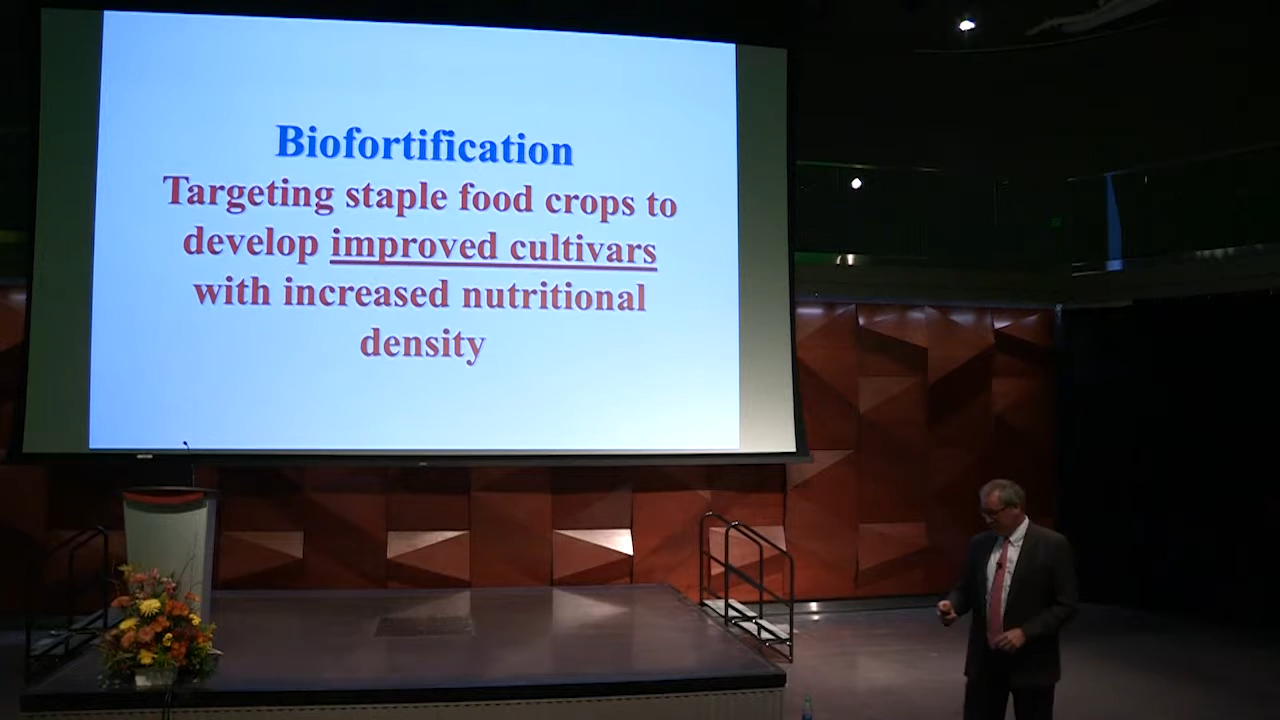 Biofortification
Targeting staple food crops to
develop improved cultivars
with increased nutritional
density